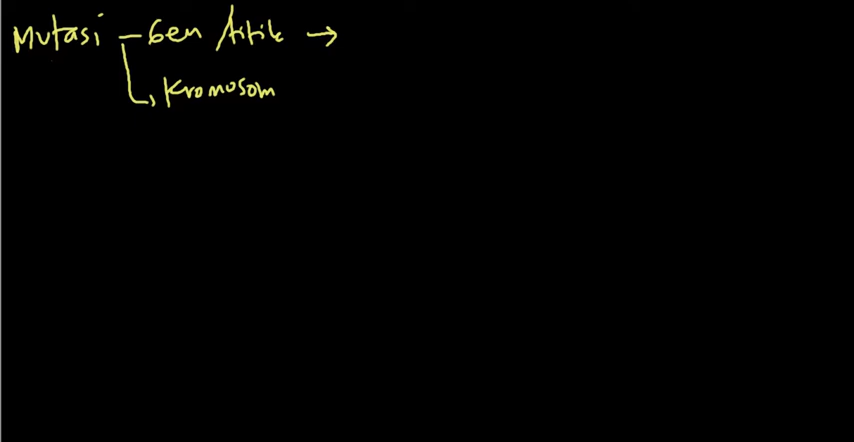 Mutasi — Gen /titik →
↳ Kromosom